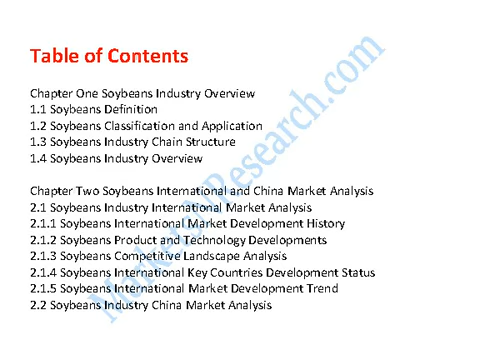 Table of Contents
Chapter One Soybeans Industry Overview
1.1 Soybeans Definition
1.2 Soybeans Classification and Application
1.3 Soybeans Industry Chain Structure
1.4 Soybeans Industry Overview
Chapter Two Soybeans International and China Market Analysis
2.1 Soybeans Industry International Market Analysis
2.1.1 Soybeans International Market Development History
2.1.2 Soybeans Product and Technology Developments
2.1.3 Soybeans Competitive Landscape Analysis
2.1.4 Soybeans International Key Countries Development Status
2.1.5 Soybeans International Market Development Trend
2.2 Soybeans Industry China Market Analysis
MarketsNResearch.com